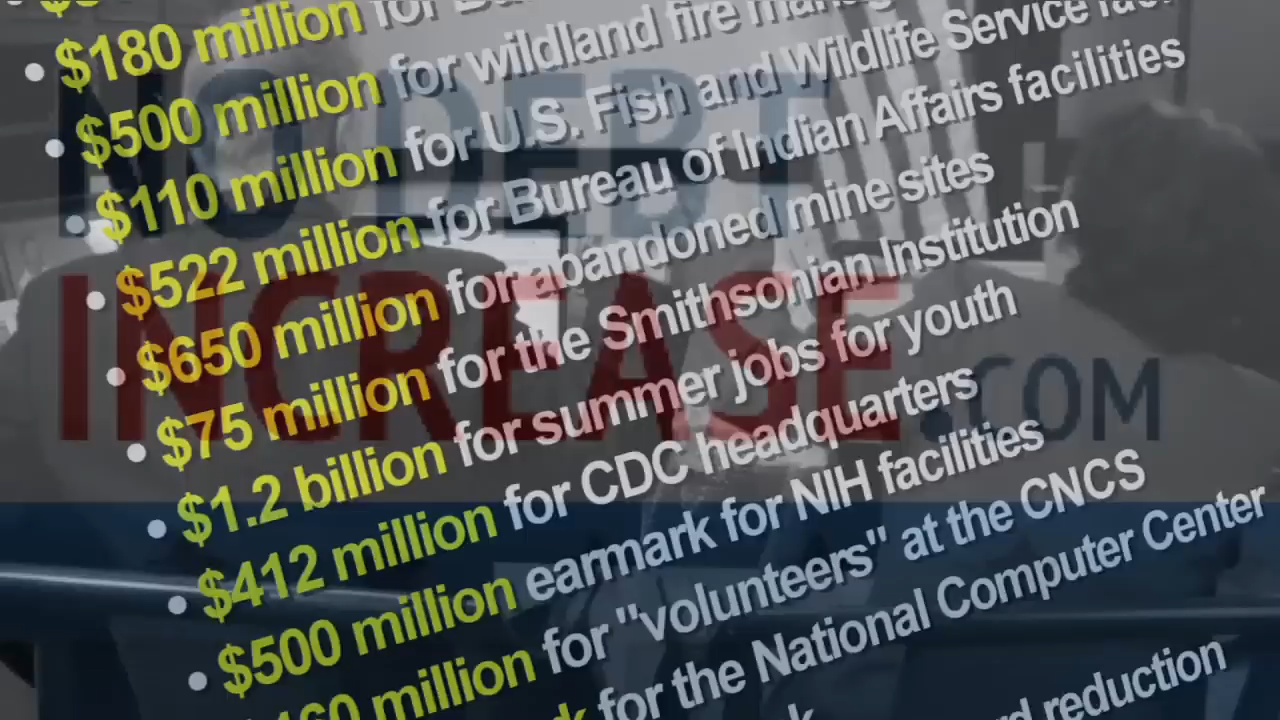 • $180 million for
• $500 million for wildland fire
• $110 million for U.S. Fish and Wildlife Service
• $522 million for Bureau of Indian Affairs facilities
• $650 million for abandoned mine sites
• $75 million for the Smithsonian Institution
• $1.2 billion for summer jobs for youth
• $412 million for CDC headquarters
• $500 million earmark for NIH facilities
million for "volunteers" at the CNCS
for the National Computer Center
reduction
NO DEBT
INCREASE.COM